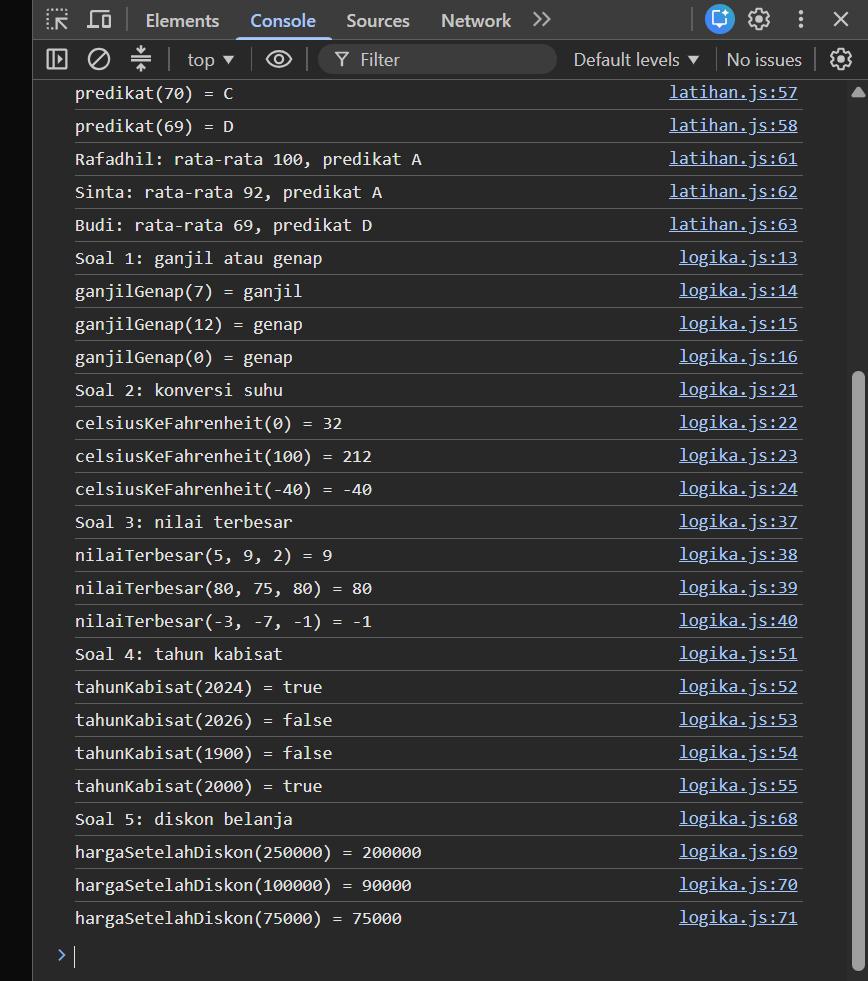 Elements Console Sources Network
top Filter Default levels No issues
predikat(70) = C latihan.js:57
predikat(69) = D latihan.js:58
Rafadhil: rata-rata 100, predikat A latihan.js:61
Sinta: rata-rata 92, predikat A latihan.js:62
Budi: rata-rata 69, predikat D latihan.js:63
Soal 1: ganjil atau genap logika.js:13
ganjilGenap(7) = ganjil logika.js:14
ganjilGenap(12) = genap logika.js:15
ganjilGenap(0) = genap logika.js:16
Soal 2: konversi suhu logika.js:21
celsiusKeFahrenheit(0) = 32 logika.js:22
celsiusKeFahrenheit(100) = 212 logika.js:23
celsiusKeFahrenheit(-40) = -40 logika.js:24
Soal 3: nilai terbesar logika.js:37
nilaiTerbesar(5, 9, 2) = 9 logika.js:38
nilaiTerbesar(80, 75, 80) = 80 logika.js:39
nilaiTerbesar(-3, -7, -1) = -1 logika.js:40
Soal 4: tahun kabisat logika.js:51
tahunKabisat(2024) = true logika.js:52
tahunKabisat(2026) = false logika.js:53
tahunKabisat(1900) = false logika.js:54
tahunKabisat(2000) = true logika.js:55
Soal 5: diskon belanja logika.js:68
hargaSetelahDiskon(250000) = 200000 logika.js:69
hargaSetelahDiskon(100000) = 90000 logika.js:70
hargaSetelahDiskon(75000) = 75000 logika.js:71